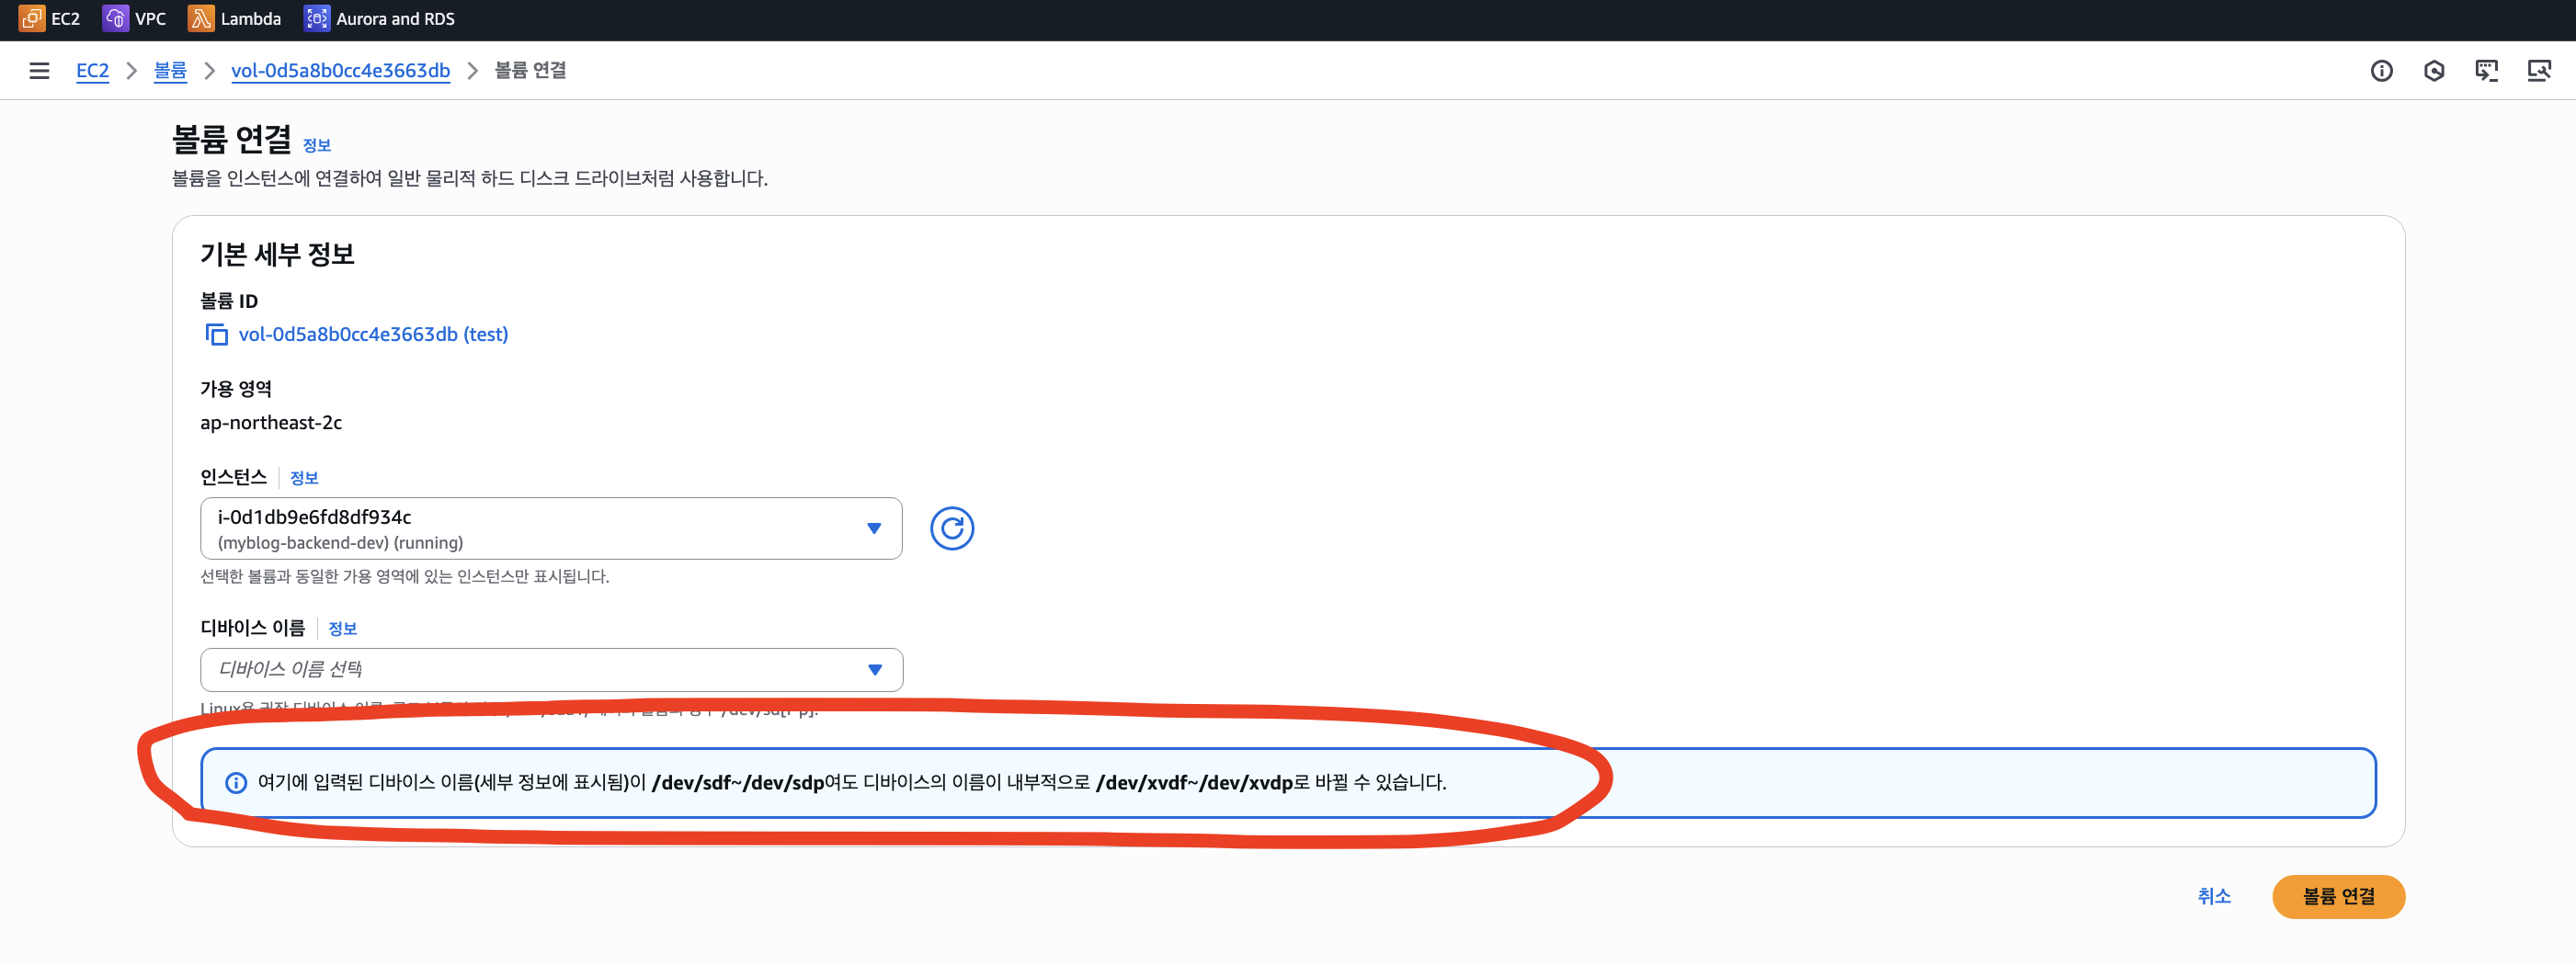 EC2 VPC Lambda Aurora and RDS
EC2 > 볼륨 > vol-0d5a8b0cc4e3663db > 볼륨 연결
볼륨 연결 정보
볼륨을 인스턴스에 연결하여 일반 물리적 하드 디스크 드라이브처럼 사용합니다.
기본 세부 정보
볼륨 ID
vol-0d5a8b0cc4e3663db (test)
가용 영역
ap-northeast-2c
인스턴스 정보
i-0d1db9e6fd8df934c
(myblog-backend-dev) (running)
선택한 볼륨과 동일한 가용 영역에 있는 인스턴스만 표시됩니다.
디바이스 이름 정보
디바이스 이름 선택
Linux용 권장 디바이스 이름: /dev/sd[f-p].
여기에 입력된 디바이스 이름(세부 정보에 표시됨)이 /dev/sdf~/dev/sdp여도 디바이스의 이름이 내부적으로 /dev/xvdf~/dev/xvdp로 바뀔 수 있습니다.
취소
볼륨 연결